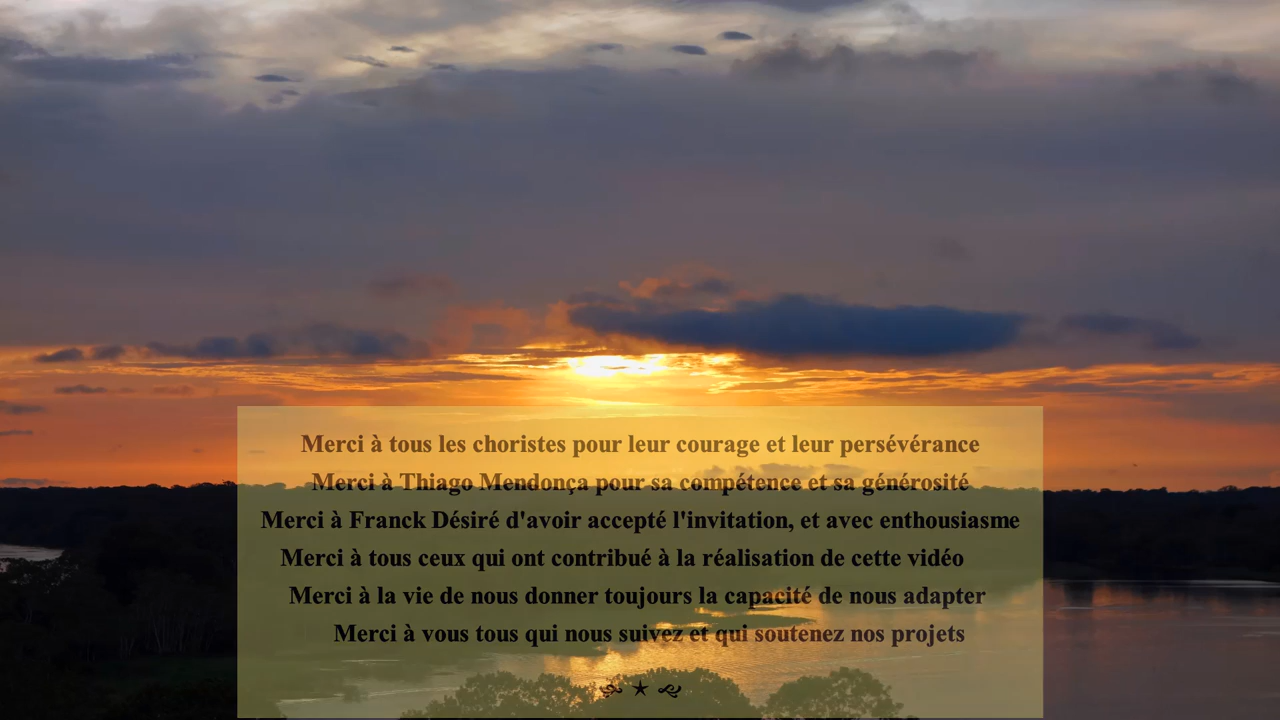 Merci à tous les choristes pour leur courage et leur persévérance
Merci à Thiago Mendonça pour sa compétence et sa générosité
Merci à Franck Désiré d'avoir accepté l'invitation, et avec enthousiasme
Merci à tous ceux qui ont contribué à la réalisation de cette vidéo
Merci à la vie de nous donner toujours la capacité de nous adapter
Merci à vous tous qui nous suivez et qui soutenez nos projets